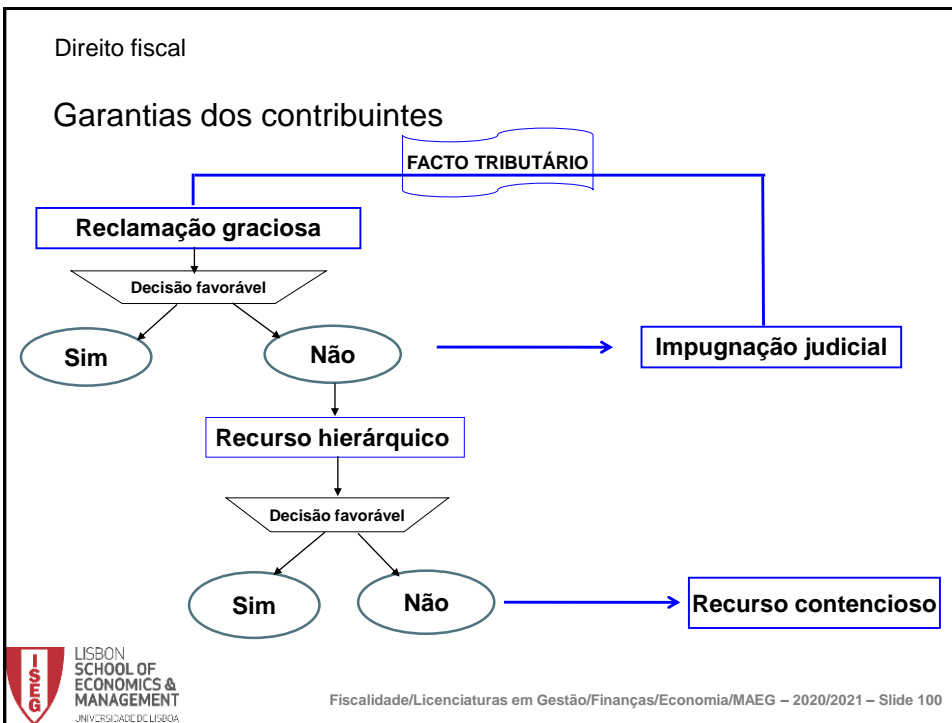 Direito fiscal
Garantias dos contribuintes
FACTO TRIBUTÁRIO
Reclamação graciosa
Decisão favorável
Sim
Não
Impugnação judicial
Recurso hierárquico
Decisão favorável
Sim
Não
Recurso contencioso
ISEG
LISBON
SCHOOL OF
ECONOMICS &
MANAGEMENT
UNIVERSIDADE DE LISBOA
Fiscalidade/Licenciaturas em Gestão/Finanças/Economia/MAEG – 2020/2021 – Slide 100